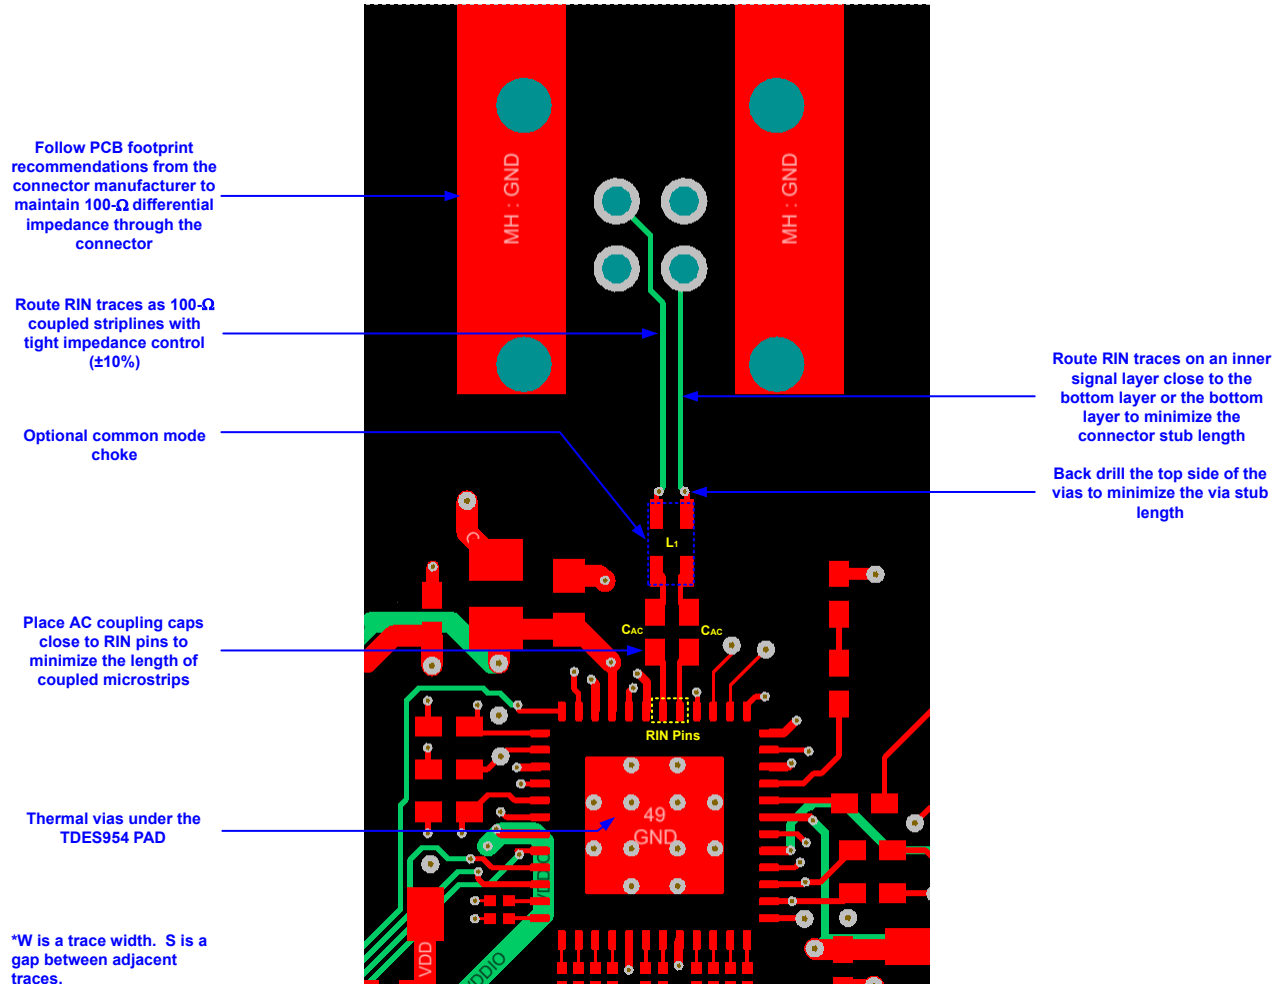 Follow PCB footprint
recommendations from the
connector manufacturer to
maintain 100-Ω differential
impedance through the
connector
Route RIN traces as 100-Ω
coupled striplines with
tight impedance control
(±10%)
Optional common mode
choke
Place AC coupling caps
close to RIN pins to
minimize the length of
coupled microstrips
Thermal vias under the
TDES954 PAD
*W is a trace width. S is a
gap between adjacent
traces.
MH : GND
MH : GND
L1
CAC
CAC
RIN Pins
49
GND
VDD
VDDIO
Route RIN traces on an inner
signal layer close to the
bottom layer or the bottom
layer to minimize the
connector stub length
Back drill the top side of the
vias to minimize the via stub
length